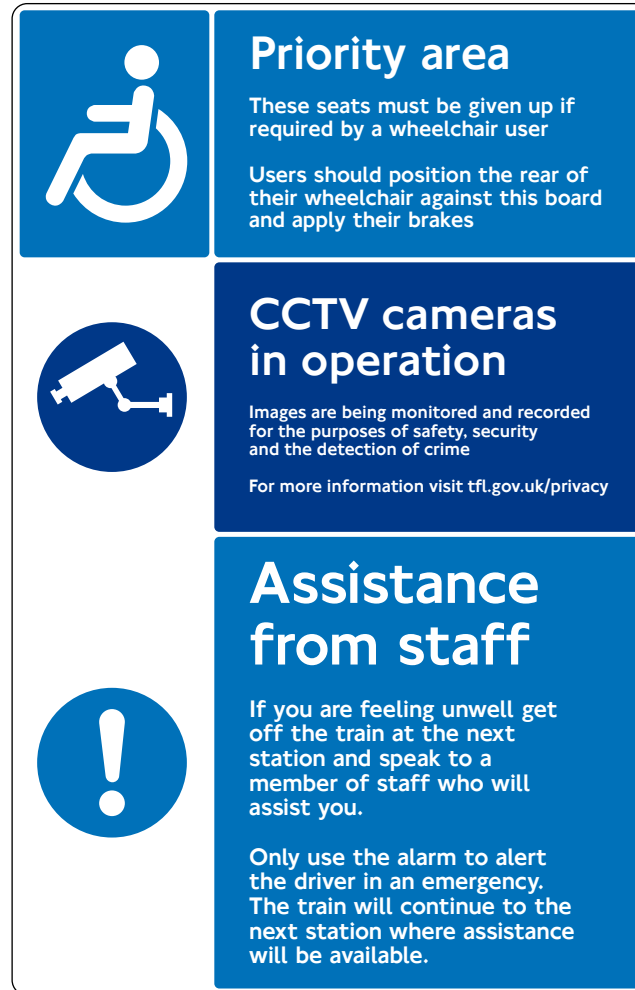 Priority area
These seats must be given up if
required by a wheelchair user
Users should position the rear of
their wheelchair against this board
and apply their brakes
CCTV cameras
in operation
Images are being monitored and recorded
for the purposes of safety, security
and the detection of crime
For more information visit tfl.gov.uk/privacy
Assistance
from staff
If you are feeling unwell get
off the train at the next
station and speak to a
member of staff who will
assist you.
Only use the alarm to alert
the driver in an emergency.
The train will continue to the
next station where assistance
will be available.